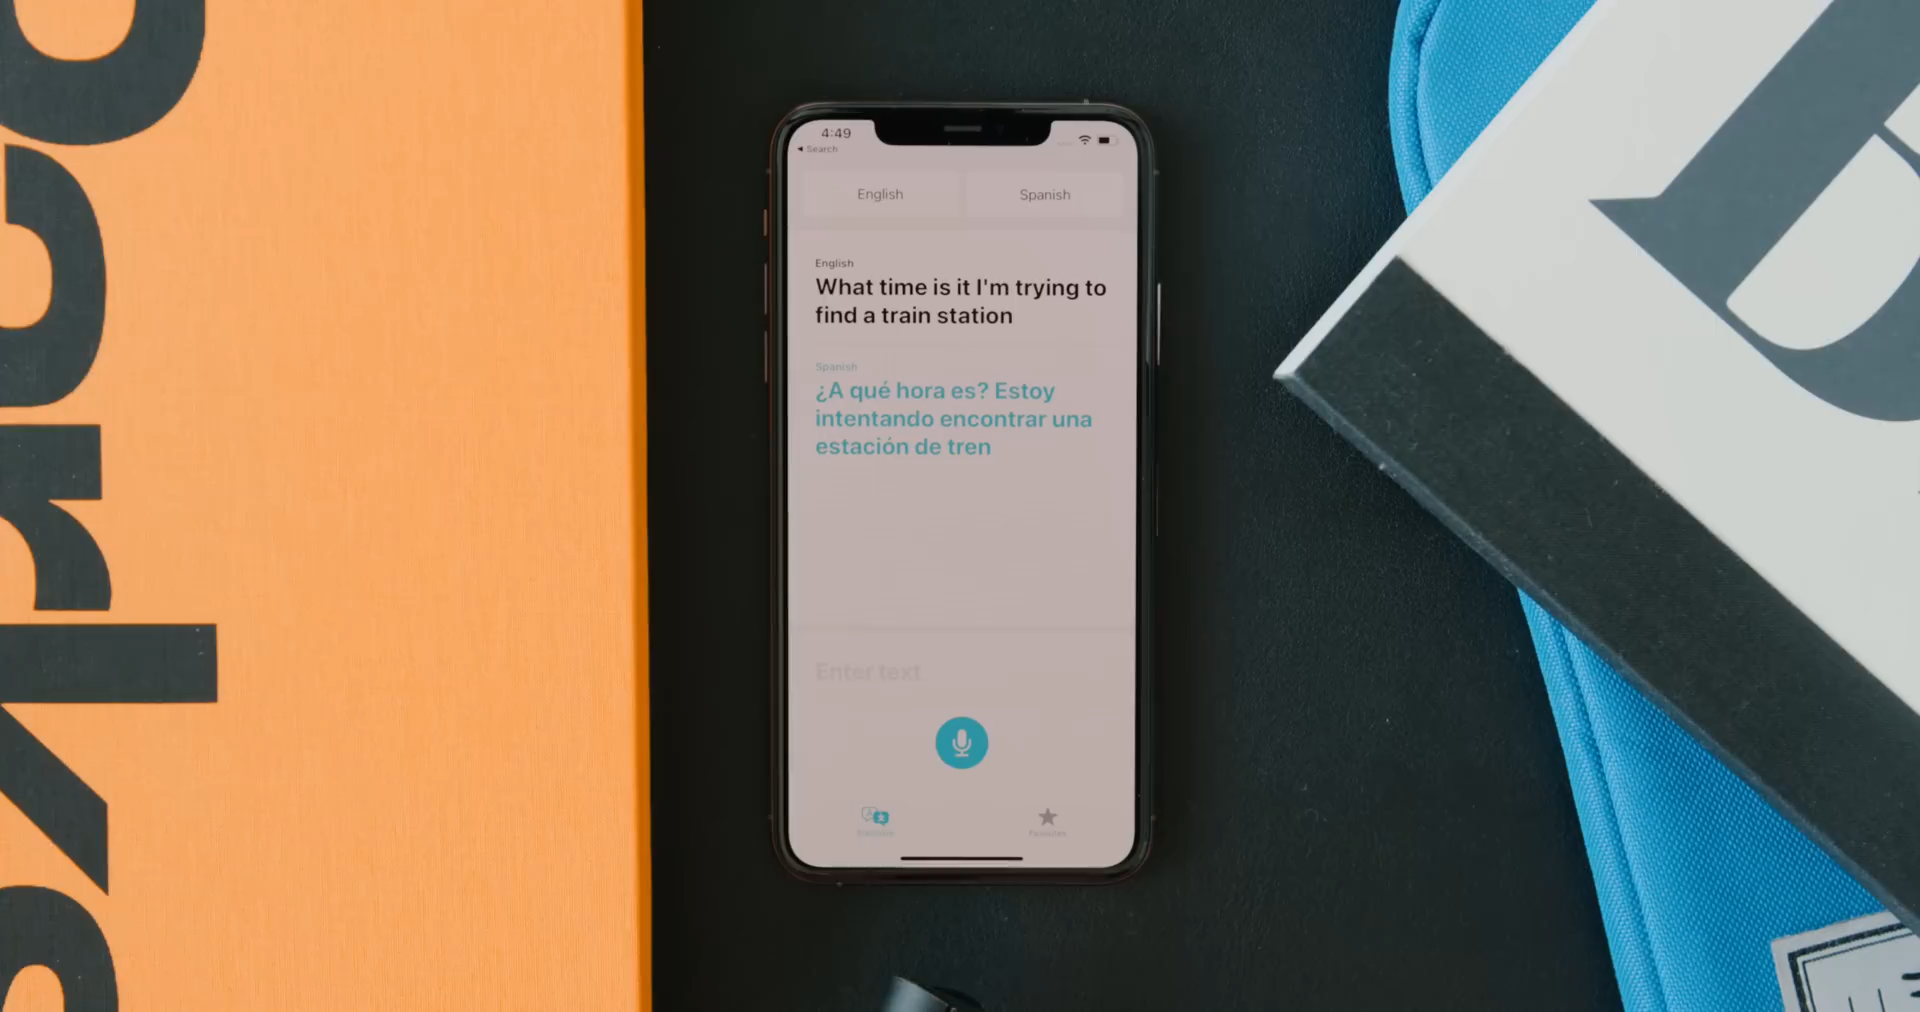 4:49
Search
English
Spanish
English
What time is it I'm trying to
find a train station
Spanish
¿A qué hora es? Estoy
intentando encontrar una
estación de tren
Enter text
Favorites